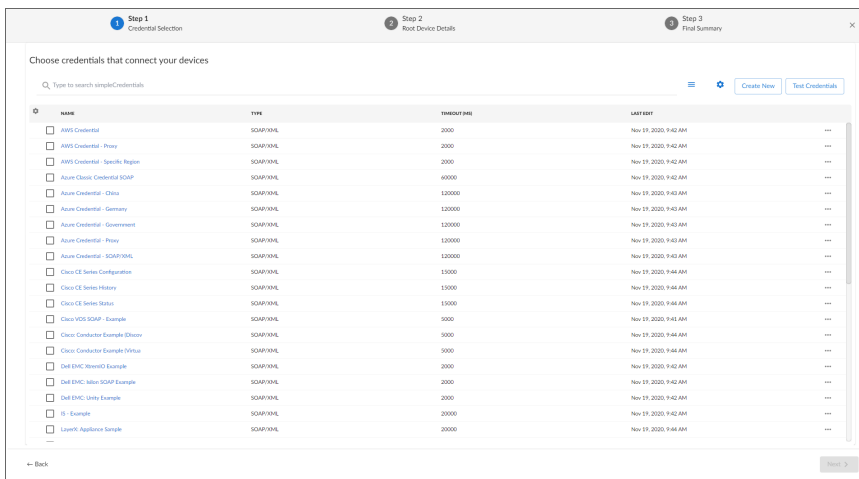 1 Step 1 Credential Selection
2 Step 2 Root Device Details
3 Step 3 Final Summary
Choose credentials that connect your devices
Type to search simpleCredentials
Create New
Test Credentials
NAME TYPE TIMEOUT (MS) LAST EDIT
AWS Credential SOAP/XML 2000 Nov 19, 2020, 9:42 AM
AWS Credential - Proxy SOAP/XML 2000 Nov 19, 2020, 9:42 AM
AWS Credential - Specific Region SOAP/XML 2000 Nov 19, 2020, 9:42 AM
Azure Classic Credential SOAP SOAP/XML 60000 Nov 19, 2020, 9:42 AM
Azure Credential - China SOAP/XML 120000 Nov 19, 2020, 9:43 AM
Azure Credential - Germany SOAP/XML 120000 Nov 19, 2020, 9:43 AM
Azure Credential - Government SOAP/XML 120000 Nov 19, 2020, 9:43 AM
Azure Credential - Proxy SOAP/XML 120000 Nov 19, 2020, 9:43 AM
Azure Credential - SOAP/XML SOAP/XML 120000 Nov 19, 2020, 9:43 AM
Cisco CE Series Configuration SOAP/XML 15000 Nov 19, 2020, 9:44 AM
Cisco CE Series History SOAP/XML 15000 Nov 19, 2020, 9:44 AM
Cisco CE Series Status SOAP/XML 15000 Nov 19, 2020, 9:44 AM
Cisco VOS SOAP - Example SOAP/XML 5000 Nov 19, 2020, 9:41 AM
Cisco: Conductor Example (Discov SOAP/XML 5000 Nov 19, 2020, 9:44 AM
Cisco: Conductor Example (Virtua SOAP/XML 5000 Nov 19, 2020, 9:44 AM
Dell EMC XtremIO Example SOAP/XML 2000 Nov 19, 2020, 9:42 AM
Dell EMC: Isilon SOAP Example SOAP/XML 2000 Nov 19, 2020, 9:42 AM
Dell EMC: Unity Example SOAP/XML 2000 Nov 19, 2020, 9:42 AM
IS - Example SOAP/XML 20000 Nov 19, 2020, 9:42 AM
LayerX: Appliance Sample SOAP/XML 20000 Nov 19, 2020, 9:44 AM
← Back
Next >